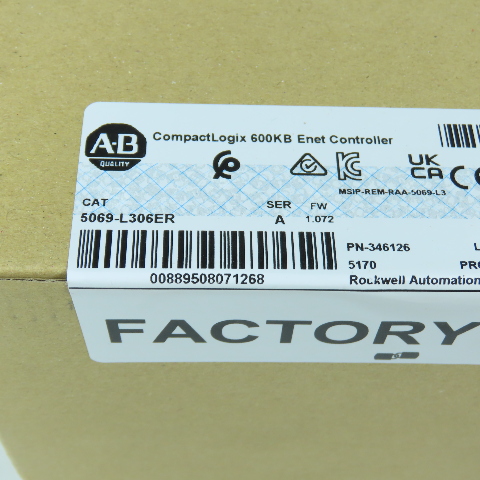 A-B
QUALITY
CompactLogix 600KB Enet Controller
UK
CA
CE
MSIP-REM-RAA-5069-L3
CAT
5069-L306ER
SER
A
FW
1.072
PN-346126
5170
Rockwell Automation
00889508071268
FACTORY